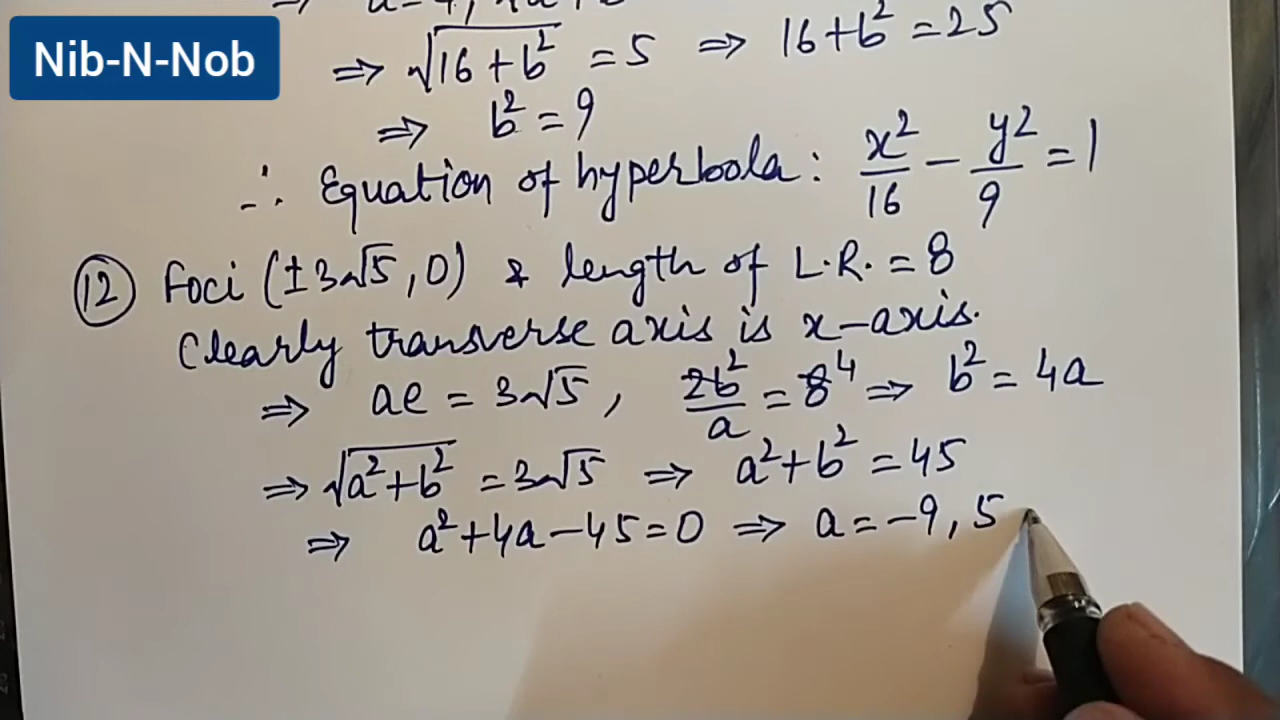 Nib-N-Nob
⇒ √(16+b²) = 5 ⇒ 16+b² = 25
⇒ b² = 9
∴ Equation of hyperbola: x²/16 − y²/9 = 1
(12) Foci (±3√5, 0) & length of L.R. = 8
Clearly transverse axis is x-axis.
⇒ ae = 3√5, 2b²/a = 8 4 ⇒ b² = 4a
⇒ √(a²+b²) = 3√5 ⇒ a²+b² = 45
⇒ a²+4a−45=0 ⇒ a=−9, 5